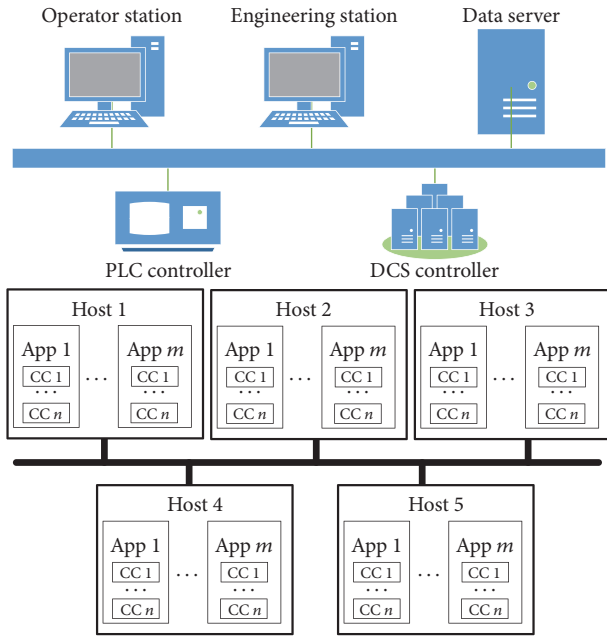 Operator station
Engineering station
Data server
PLC controller
DCS controller
Host 1
App 1
CC 1
...
CC n
...
App m
CC 1
...
CC n
Host 2
App 1
CC 1
...
CC n
...
App m
CC 1
...
CC n
Host 3
App 1
CC 1
...
CC n
...
App m
CC 1
...
CC n
Host 4
App 1
CC 1
...
CC n
...
App m
CC 1
...
CC n
Host 5
App 1
CC 1
...
CC n
...
App m
CC 1
...
CC n